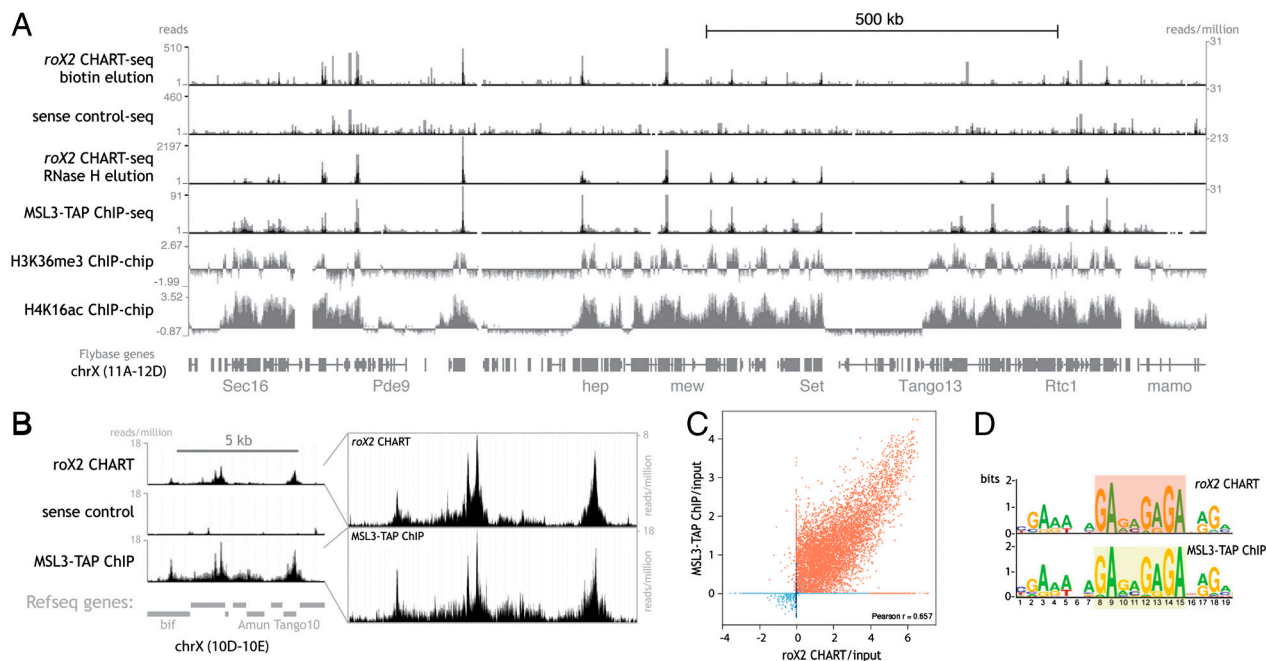 A
500 kb
reads
reads/million
roX2 CHART-seq
biotin elution
510
1
31
sense control-seq
460
1
31
roX2 CHART-seq
RNase H elution
2197
1
213
MSL3-TAP ChIP-seq
91
1
31
H3K36me3 ChIP-chip
2.67
-1.99
H4K16ac ChIP-chip
3.52
-0.87
Flybase genes
chrX (11A-12D)
Sec16 Pde9 hep mew Set Tango13 Rtc1 mamo
B
reads/million
5 kb
18
roX2 CHART
18
sense control
18
MSL3-TAP ChIP
Refseq genes:
bif Amun Tango10
chrX (10D-10E)
roX2 CHART
8
reads/million
MSL3-TAP ChIP
18
reads/million
C
MSL3-TAP ChIP/input
4
3
2
1
0
Pearson r = 0.657
-4 -2 0 2 4 6
roX2 CHART/input
D
bits
2
1
0
roX2 CHART
2
1
0
MSL3-TAP ChIP
1 2 3 4 5 6 7 8 9 10 11 12 13 14 15 16 17 18 19